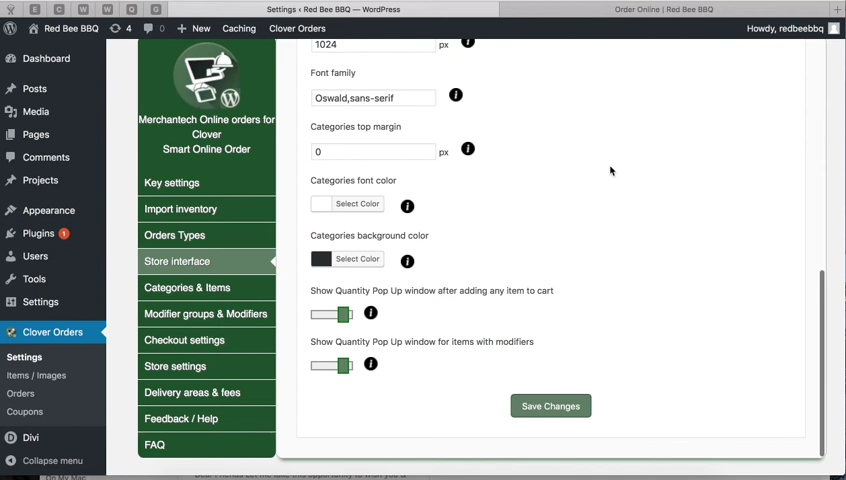 E
E
C
W
W
Q
G
Settings ‹ Red Bee BBQ — WordPress
Order Online | Red Bee BBQ
Red Bee BBQ
4
0
New
Caching
Clover Orders
Howdy, redbeebbq
Dashboard
Posts
Media
Pages
Comments
Projects
Appearance
Plugins 1
Users
Tools
Settings
Clover Orders
Settings
Items / Images
Orders
Coupons
Divi
Collapse menu
Merchantech Online orders for
Clover
Smart Online Order
Key settings
Import inventory
Orders Types
Store interface
Categories & Items
Modifier groups & Modifiers
Checkout settings
Store settings
Delivery areas & fees
Feedback / Help
FAQ
1024 px
Font family
Oswald,sans-serif
Categories top margin
0 px
Categories font color
Select Color
Categories background color
Select Color
Show Quantity Pop Up window after adding any item to cart
Show Quantity Pop Up window for items with modifiers
Save Changes